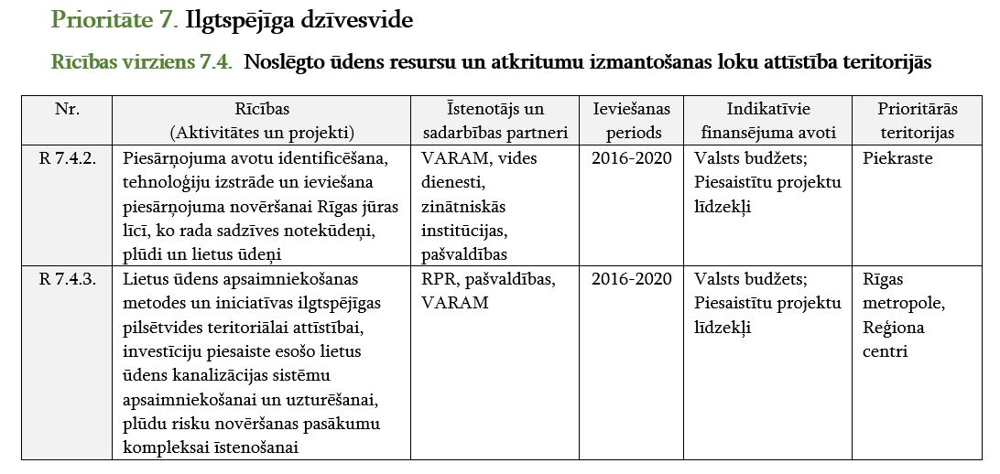 Prioritāte 7. Ilgtspējīga dzīvesvide
Rīcības virziens 7.4. Noslēgto ūdens resursu un atkritumu izmantošanas loku attīstība teritorijās
Nr.
Rīcības
(Aktivitātes un projekti)
Īstenotājs un
sadarbības partneri
Ieviešanas
periods
Indikatīvie
finansējuma avoti
Prioritārās
teritorijas
R 7.4.2.
Piesārņojuma avotu identificēšana,
tehnoloģiju izstrāde un ieviešana
piesārņojuma novēršanai Rīgas jūras
līcī, ko rada sadzīves notekūdeņi,
plūdi un lietus ūdeņi
VARAM, vides
dienesti,
zinātniskās
institūcijas,
pašvaldības
2016-2020
Valsts budžets;
Piesaistītu projektu
līdzekļi
Piekraste
R 7.4.3.
Lietus ūdens apsaimniekošanas
metodes un iniciatīvas ilgtspējīgas
pilsētvides teritoriālai attīstībai,
investīciju piesaiste esošo lietus
ūdens kanalizācijas sistēmu
apsaimniekošanai un uzturēšanai,
plūdu risku novēršanas pasākumu
kompleksai īstenošanai
RPR, pašvaldības,
VARAM
2016-2020
Valsts budžets;
Piesaistītu projektu
līdzekļi
Rīgas
metropole,
Reģiona
centri